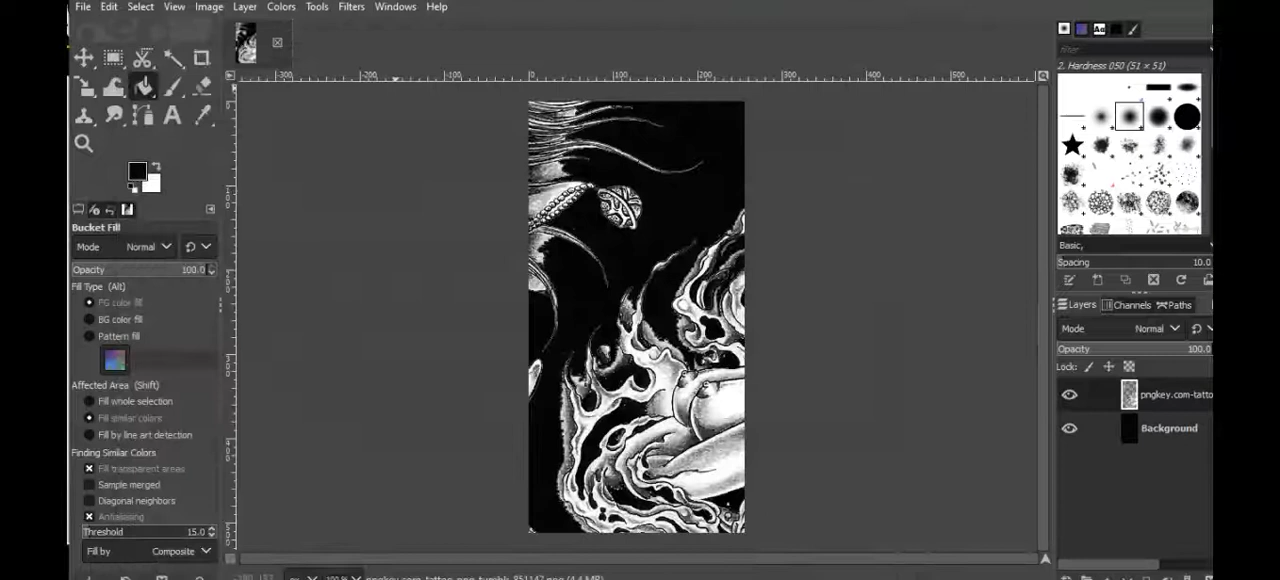 File Edit Select View Image Layer Colors Tools Filters Windows Help
-300 -200 -100 0 100 200 300 400 500
filter
2. Hardness 050 (51 × 51)
Bucket Fill
Mode Normal
Opacity 100.0
Fill Type (Alt)
FG color fill
BG color fill
Pattern fill
Affected Area (Shift)
Fill whole selection
Fill similar colors
Fill by line art detection
Finding Similar Colors
Fill transparent areas
Sample merged
Diagonal neighbors
Antialiasing
Threshold 15.0
Fill by Composite
Basic,
Spacing 10.0
Layers Channels Paths
Mode Normal
Opacity 100.0
Lock:
pngkey.com-tatto
Background